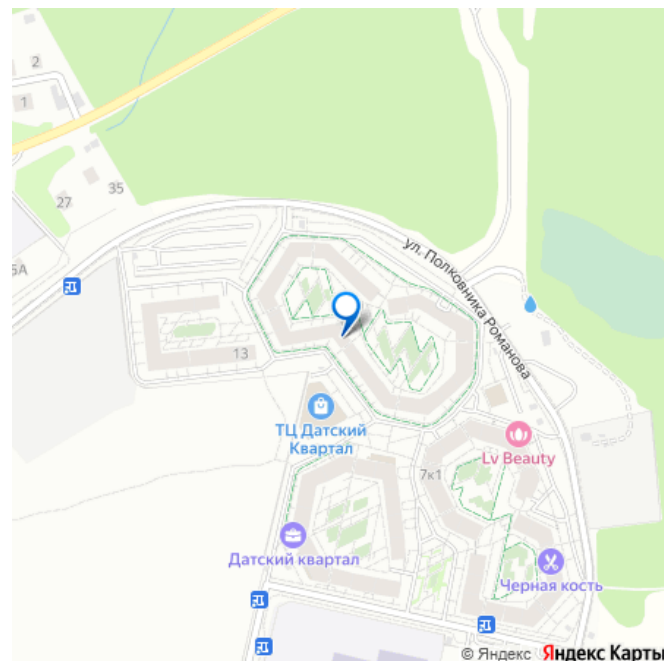 2
1
35
27
5А
ул. Полковника Романова
13
ТЦ Датский
Квартал
Lv Beauty
7к1
Датский квартал
Черная кость
© Яндекс Яндекс Карты